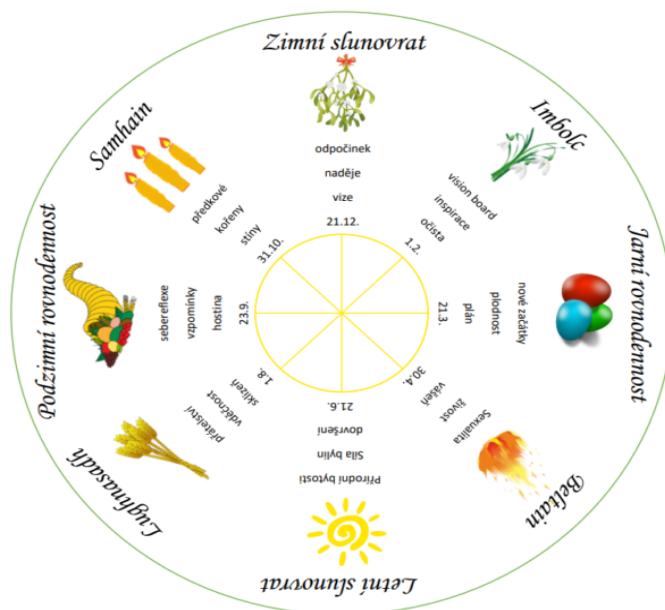 Zimní slunovrat
odpočinek
naděje
vize
21.12.
Imbolc
vision board
inspirace
očista
1.2.
Jarní rovnodennost
nové začátky
plodnost
plán
21.3.
Beltain
Sexualita
živost
vášeň
30.4.
Letní slunovrat
Přírodní bytosti
Síla bylin
dovršení
21.6.
Lughnasadh
přátelství
vděčnost
sklizeň
1.8.
Podzimní rovnodennost
sebereflexe
vzpomínky
hostina
23.9.
Samhain
předkové
kořeny
stíny
31.10.